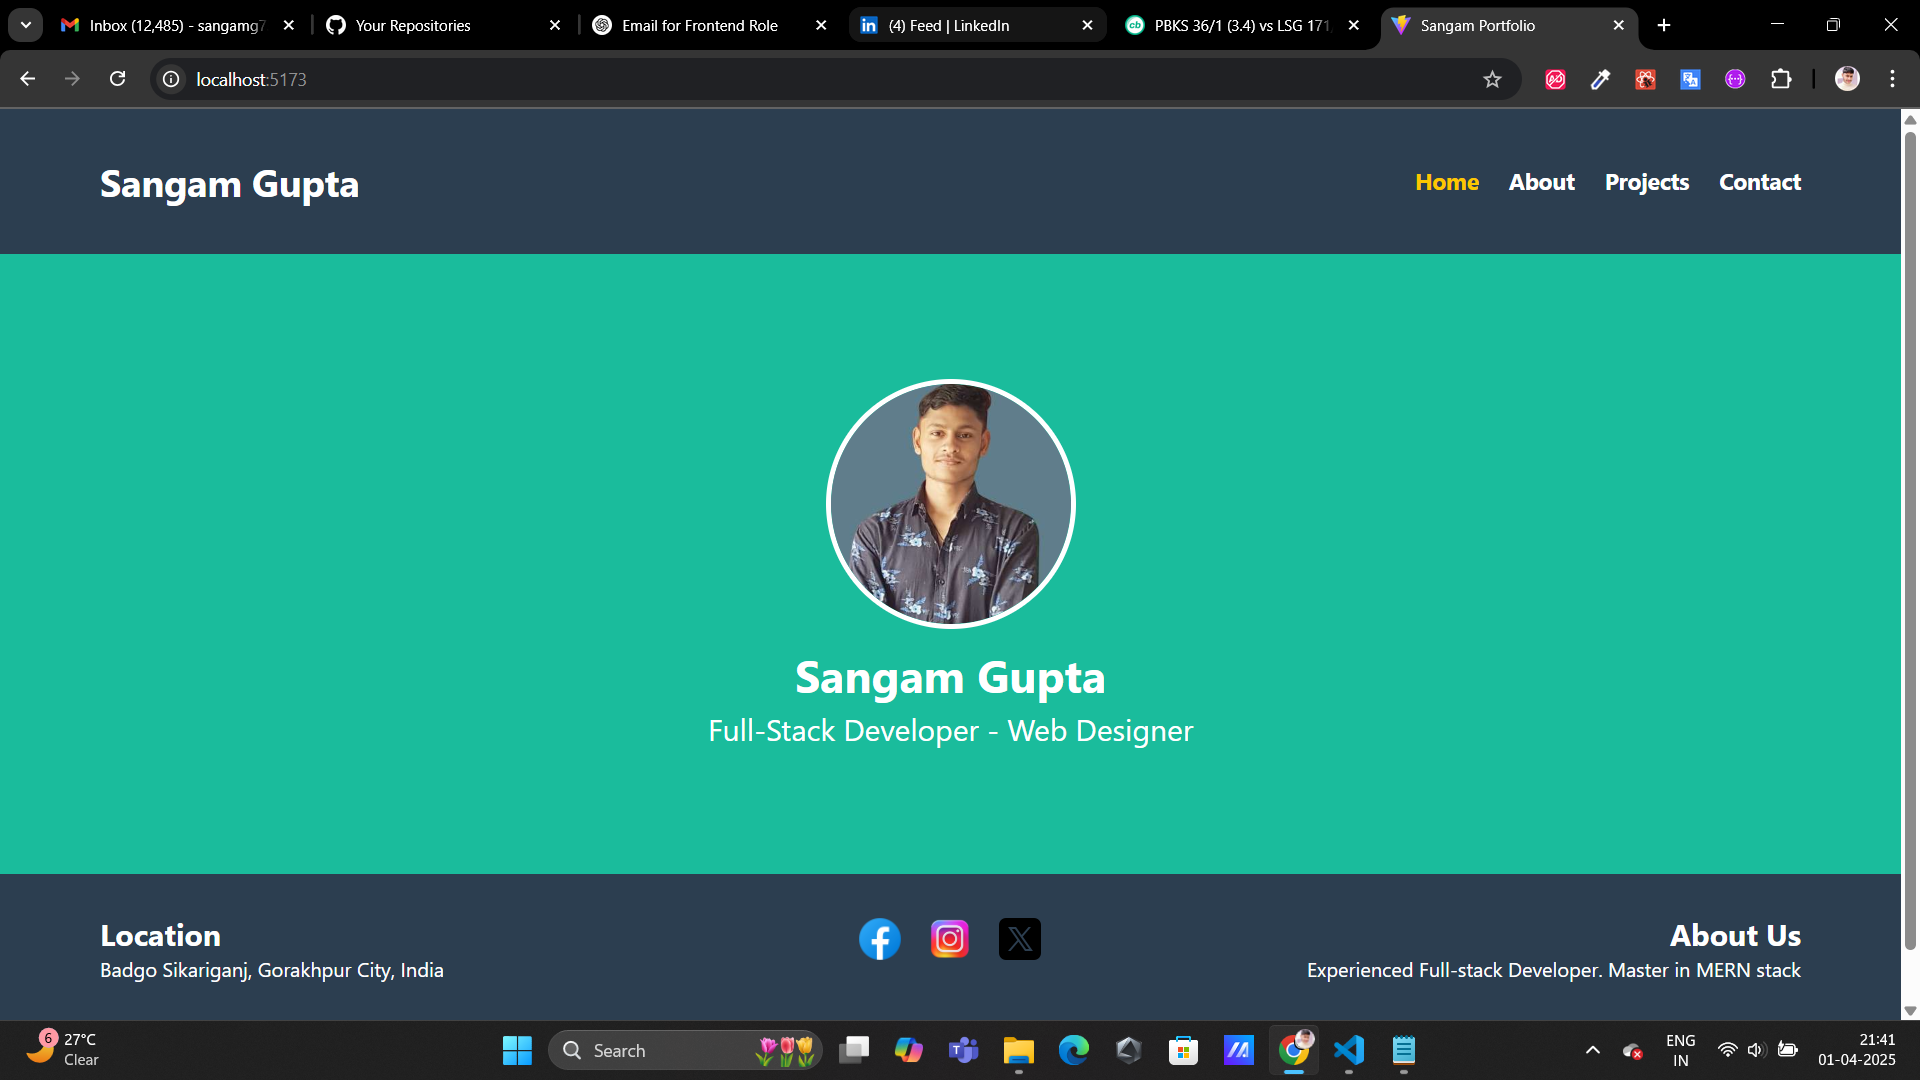 Inbox (12,485) - sangamg7
Your Repositories
Email for Frontend Role
(4) Feed | LinkedIn
PBKS 36/1 (3.4) vs LSG 171
Sangam Portfolio
localhost:5173
Sangam Gupta
Home About Projects Contact
Sangam Gupta
Full-Stack Developer - Web Designer
Location
Badgo Sikariganj, Gorakhpur City, India
About Us
Experienced Full-stack Developer. Master in MERN stack
6
27°C
Clear
Search
ENG
IN
21:41
01-04-2025